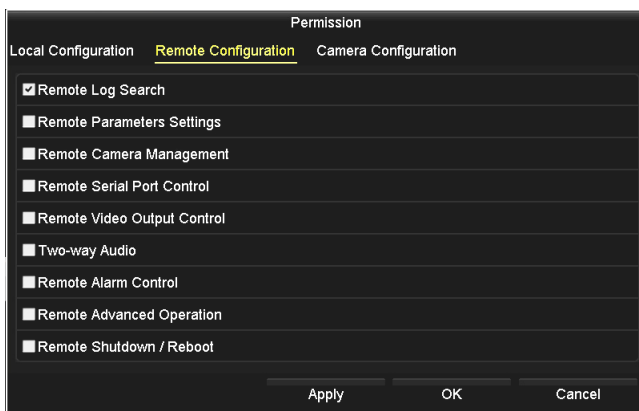 Permission
Local Configuration Remote Configuration Camera Configuration
Remote Log Search
Remote Parameters Settings
Remote Camera Management
Remote Serial Port Control
Remote Video Output Control
Two-way Audio
Remote Alarm Control
Remote Advanced Operation
Remote Shutdown / Reboot
Apply OK Cancel